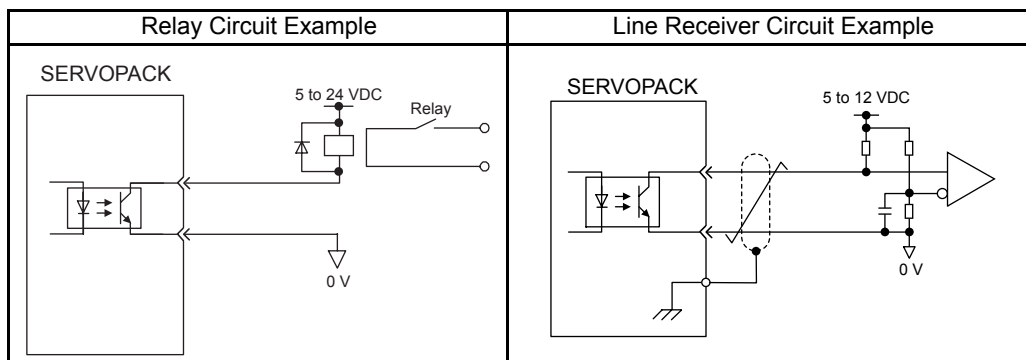 Relay Circuit Example
Line Receiver Circuit Example
SERVOPACK
5 to 24 VDC
Relay
0 V
SERVOPACK
5 to 12 VDC
0 V